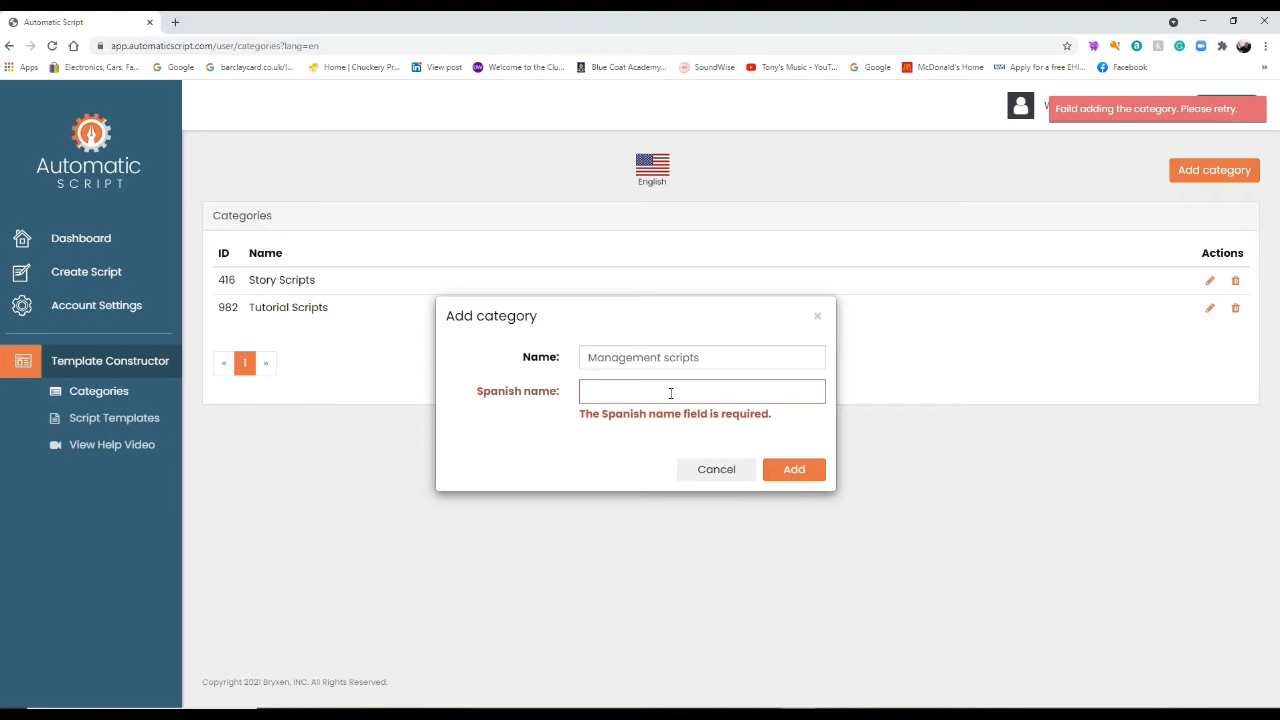 Automatic Script
app.automaticscript.com/user/categories?lang=en
Apps Electronics, Cars, Fa... Google barclaycard.co.uk/l... Home | Chuckery Pr... View post Welcome to the Clu... Blue Coat Academy... SoundWise Tony's Music - YouT... Google McDonald's Home Apply for a free EHI... Facebook »
Faild adding the category. Please retry.
Automatic
SCRIPT
English
Add category
Categories
ID Name Actions
416 Story Scripts
982 Tutorial Scripts
« 1 »
Dashboard
Create Script
Account Settings
Template Constructor
Categories
Script Templates
View Help Video
Add category ×
Name: Management scripts
Spanish name:
The Spanish name field is required.
Cancel Add
Copyright 2021 Bryxen, INC. All Rights Reserved.